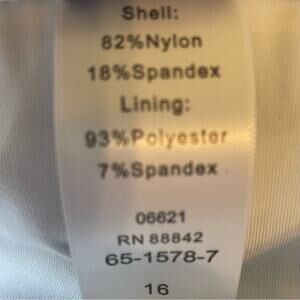 Shell:
82%Nylon
18%Spandex
Lining:
93%Polyester
7%Spandex
06621
RN 88842
65-1578-7
16